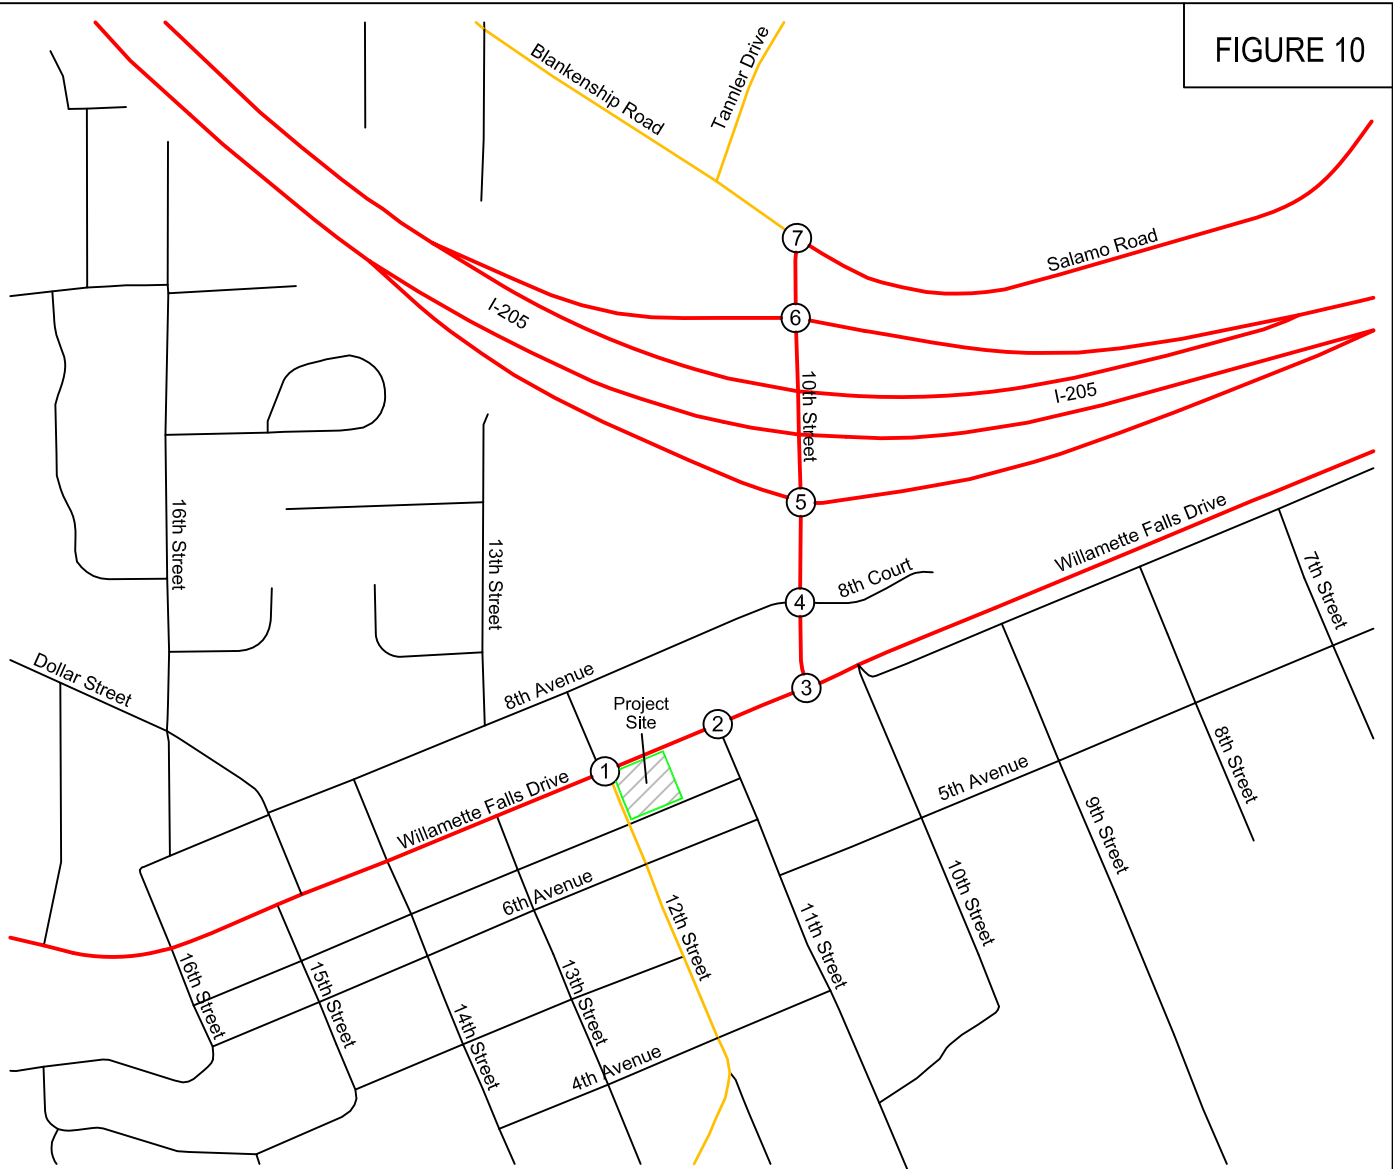 FIGURE 10
Blankenship Road
Tannler Drive
7
Salamo Road
6
I-205
10th Street
I-205
5
16th Street
13th Street
Willamette Falls Drive
7th Street
8th Court
4
Dollar Street
8th Avenue
3
Project
Site
2
1
Willamette Falls Drive
8th Street
5th Avenue
9th Street
6th Avenue
10th Street
12th Street
11th Street
16th Street
15th Street
13th Street
14th Street
4th Avenue